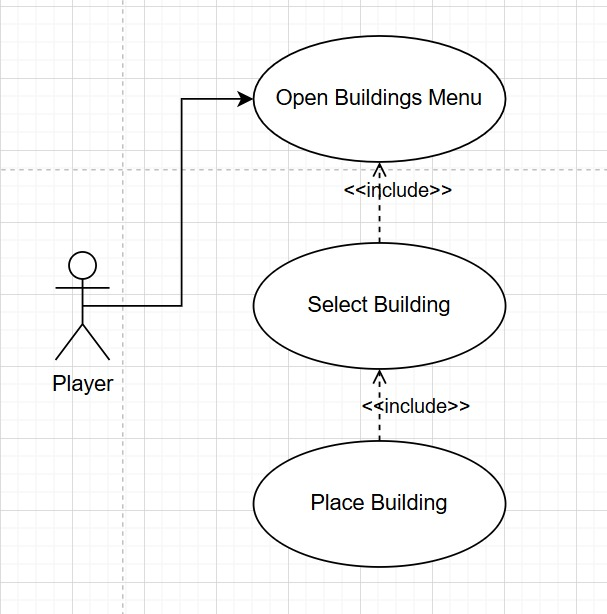 Open Buildings Menu
<<include>>
Select Building
Player
<<include>>
Place Building